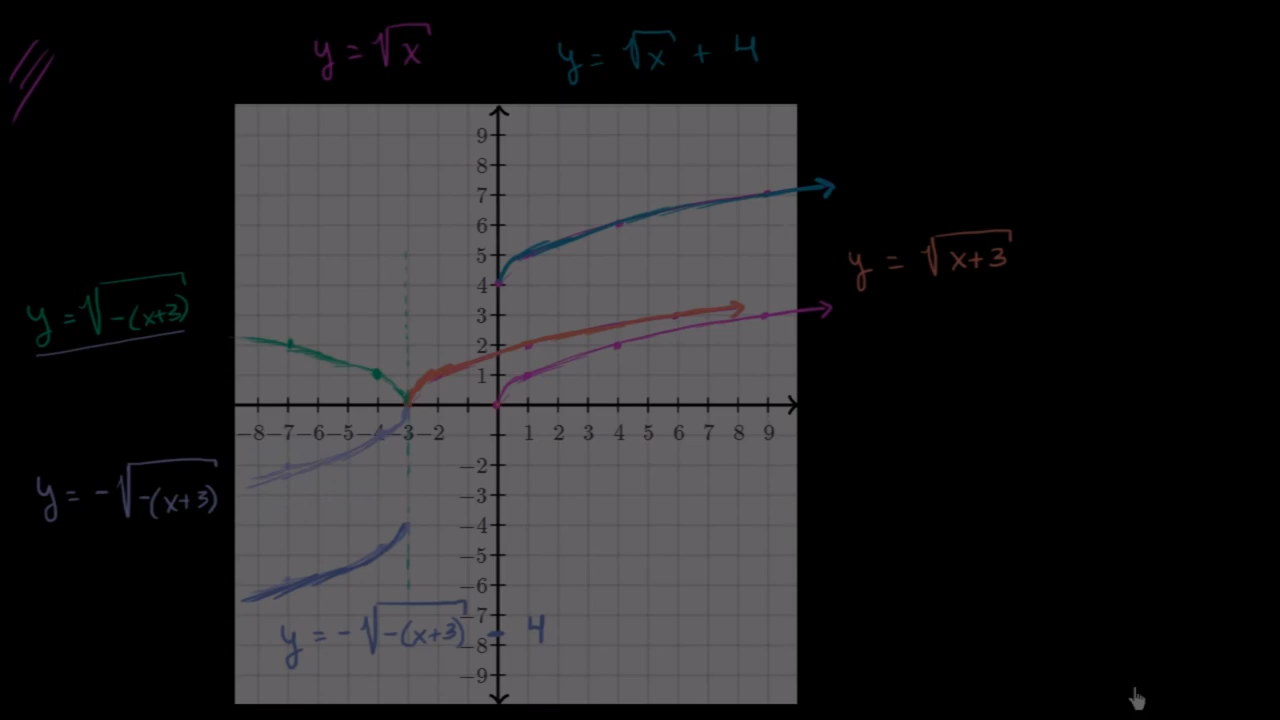 y = √x
y = √x + 4
9
8
7
6
5
4
3
2
1
y = √x+3
y = √-(x+3)
−8 −7 −6 −5 −4 −3 −2 1 2 3 4 5 6 7 8 9
−2
−3
−4
−5
−6
−7
−8
−9
y = -√-(x+3)
y = -√-(x+3) - 4